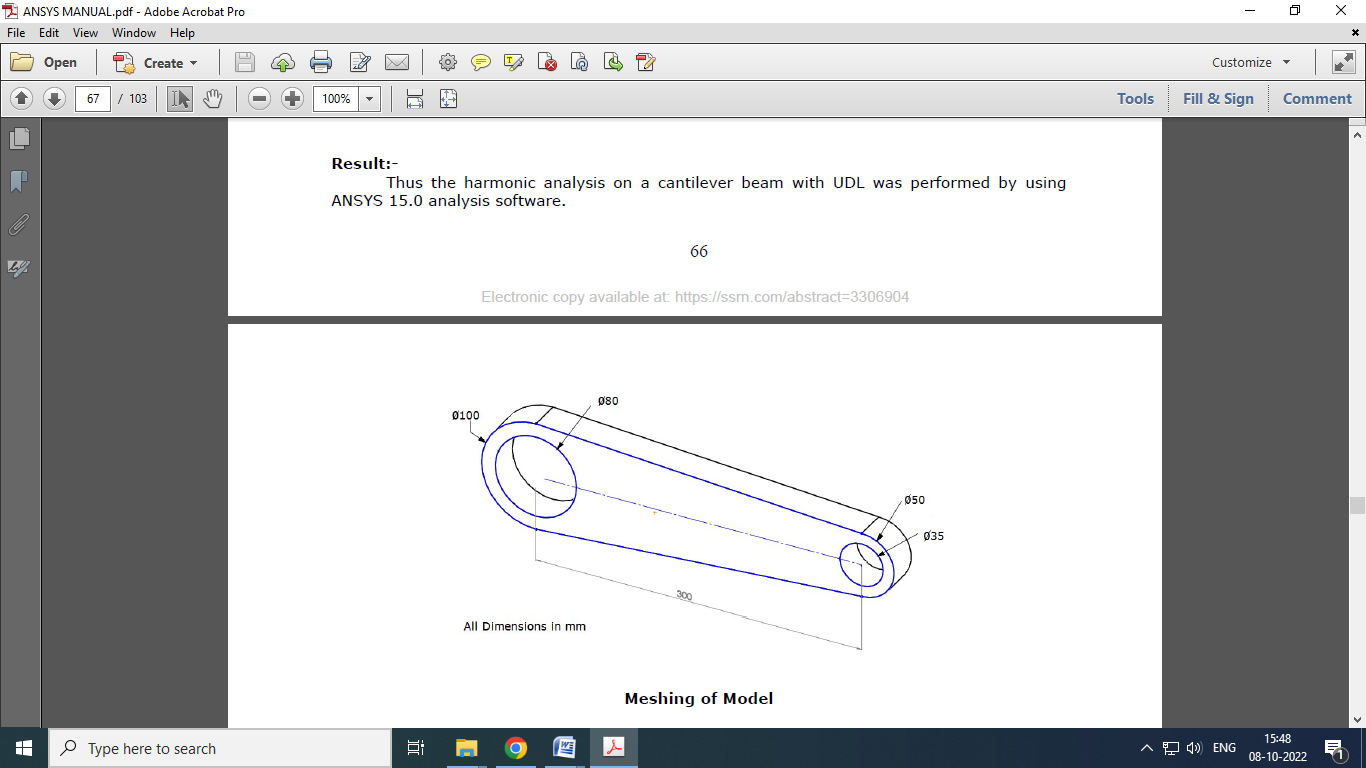 ANSYS MANUAL.pdf - Adobe Acrobat Pro
File Edit View Window Help
Open Create Customize
67 / 103 100% Tools Fill & Sign Comment
Result:-
Thus the harmonic analysis on a cantilever beam with UDL was performed by using
ANSYS 15.0 analysis software.
66
Electronic copy available at: https://ssrn.com/abstract=3306904
Ø80
Ø100
Ø50
Ø35
300
All Dimensions in mm
Meshing of Model
Type here to search
ENG
15:48
08-10-2022
1